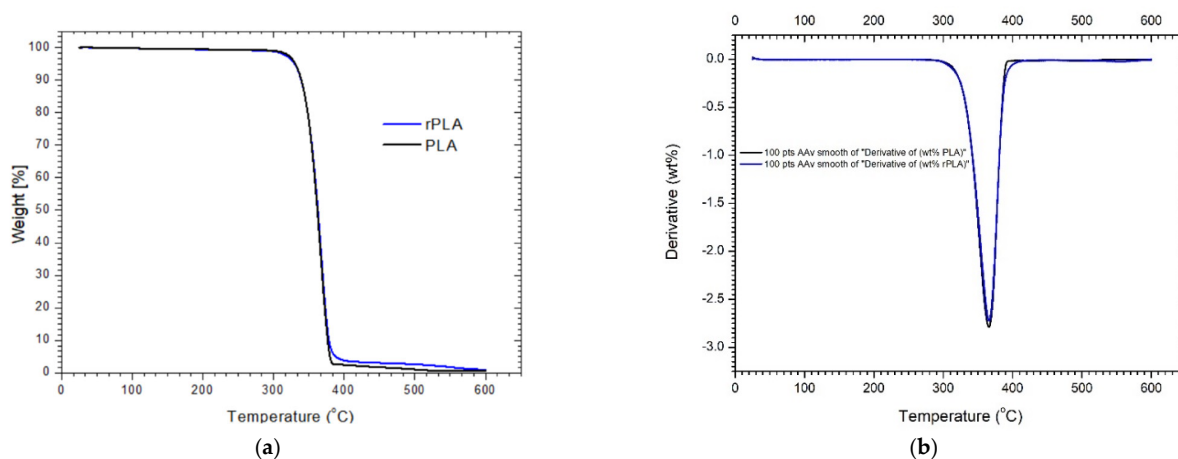 100
90
80
70
60
50
40
30
20
10
0
Weight [%]
rPLA
PLA
0 100 200 300 400 500 600
Temperature (°C)
(a)
0 100 200 300 400 500 600
0.0
-0.5
-1.0
-1.5
-2.0
-2.5
-3.0
Derivative (wt%)
100 pts AAv smooth of "Derivative of (wt% PLA)"
100 pts AAv smooth of "Derivative of (wt% rPLA)"
0 100 200 300 400 500 600
Temperature (°C)
(b)